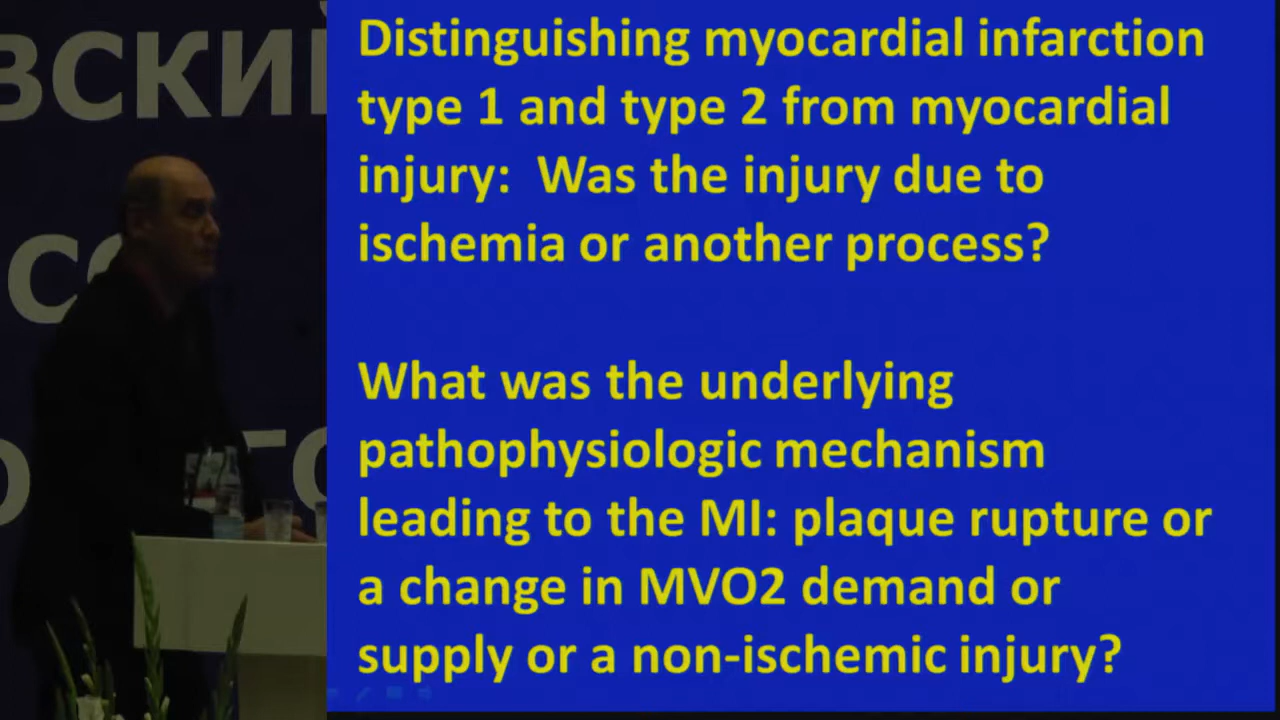 Distinguishing myocardial infarction
type 1 and type 2 from myocardial
injury: Was the injury due to
ischemia or another process?
What was the underlying
pathophysiologic mechanism
leading to the MI: plaque rupture or
a change in MVO2 demand or
supply or a non-ischemic injury?
ВСКИЙ